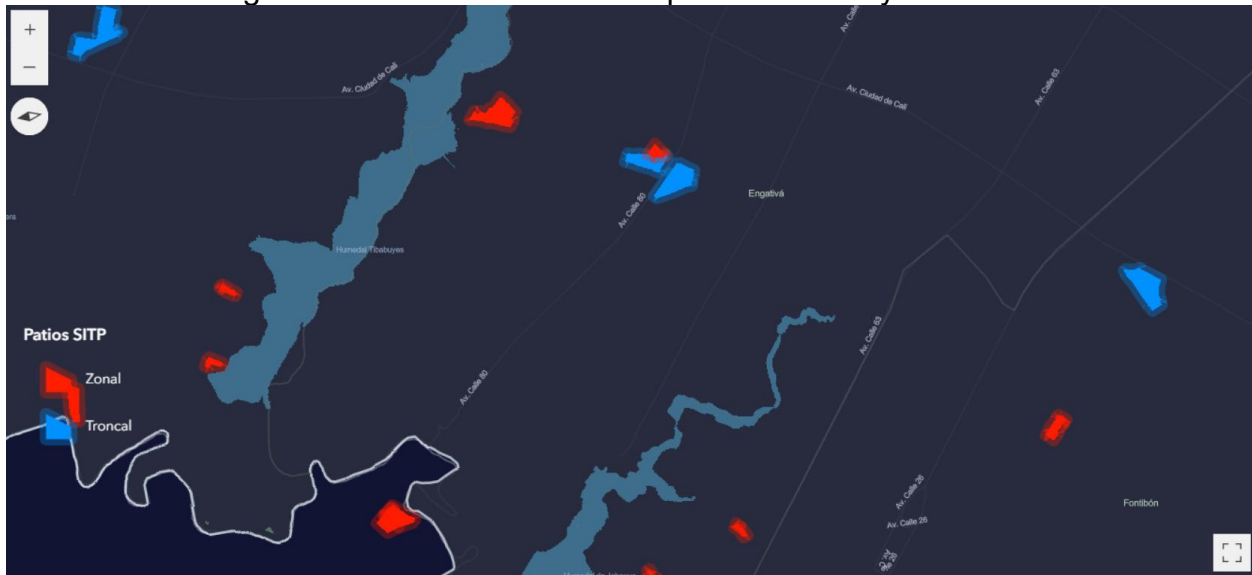 +
−
Av. Ciudad de Cali
Av. Ciudad de Cali
Av. Calle 63
Engativá
Av. Calle 80
Humedal Tibabuyes
Patios SITP
Zonal
Troncal
Av. Calle 80
Av. Calle 63
Av. Calle 26
Av. Calle 26
Fontibón